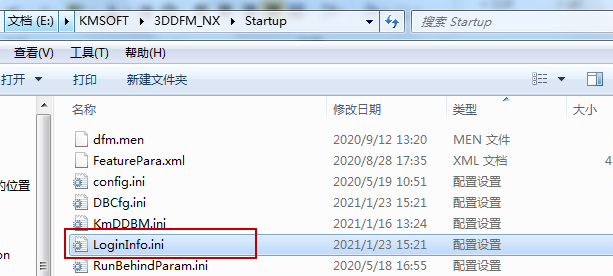 文档 (E:) ▸ KMSOFT ▸ 3DDFM_NX ▸ Startup 搜索 Startup
查看(V) 工具(T) 帮助(H)
打开 打印 新建文件夹
名称 修改日期 类型 大小
dfm.men 2020/9/12 13:20 MEN 文件
FeaturePara.xml 2020/8/28 17:35 XML 文档 4
的位置 config.ini 2020/5/19 10:51 配置设置
DBCfg.ini 2021/1/23 15:21 配置设置
KmDDBM.ini 2021/1/16 13:24 配置设置
LoginInfo.ini 2021/1/23 15:21 配置设置
on RunBehindParam.ini 2020/5/18 16:55 配置设置